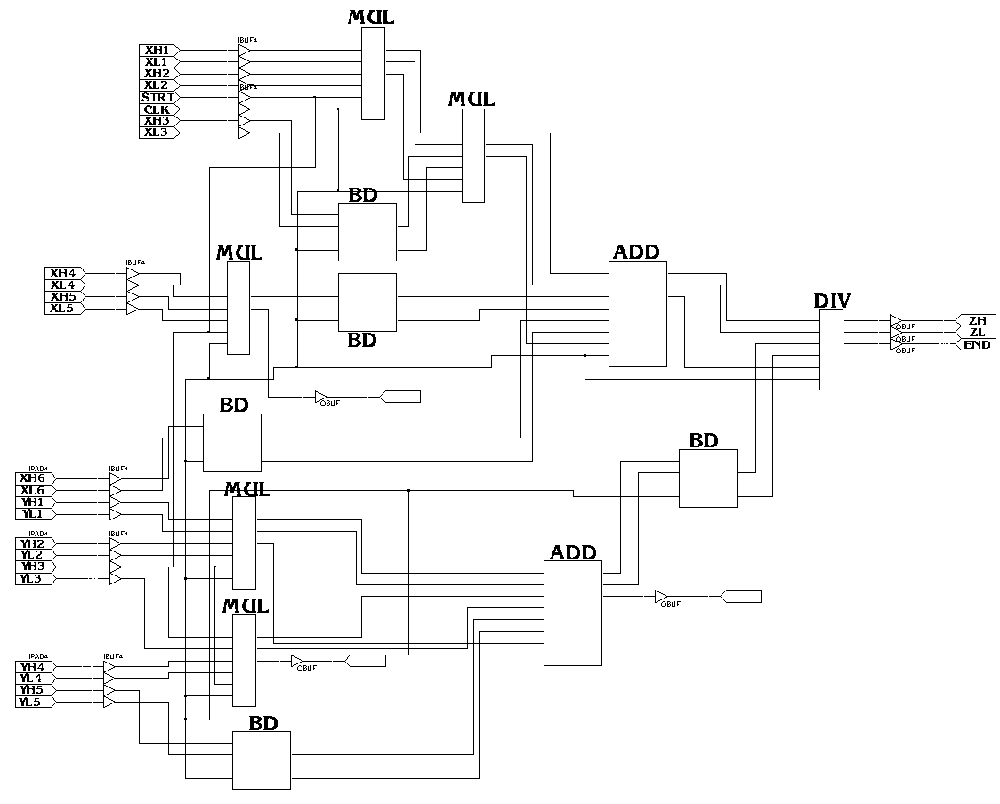 MUL
IBUF4
XH1
XL1
XH2
XL2
IBUF4
STRT
CLK
XH3
XL3
MUL
BD
MUL
ADD
IBUF4
XH4
XL4
XH5
XL5
DIV
ZH
OBUF
ZL
OBUF
END
OBUF
BD
OBUF
BD
BD
IPAD4
IBUF4
XH6
XL6
YH1
YL1
MUL
IPAD4
IBUF4
YH2
YL2
YH3
YL3
ADD
OBUF
MUL
IPAD4
IBUF4
YH4
YL4
YH5
YL5
OBUF
BD